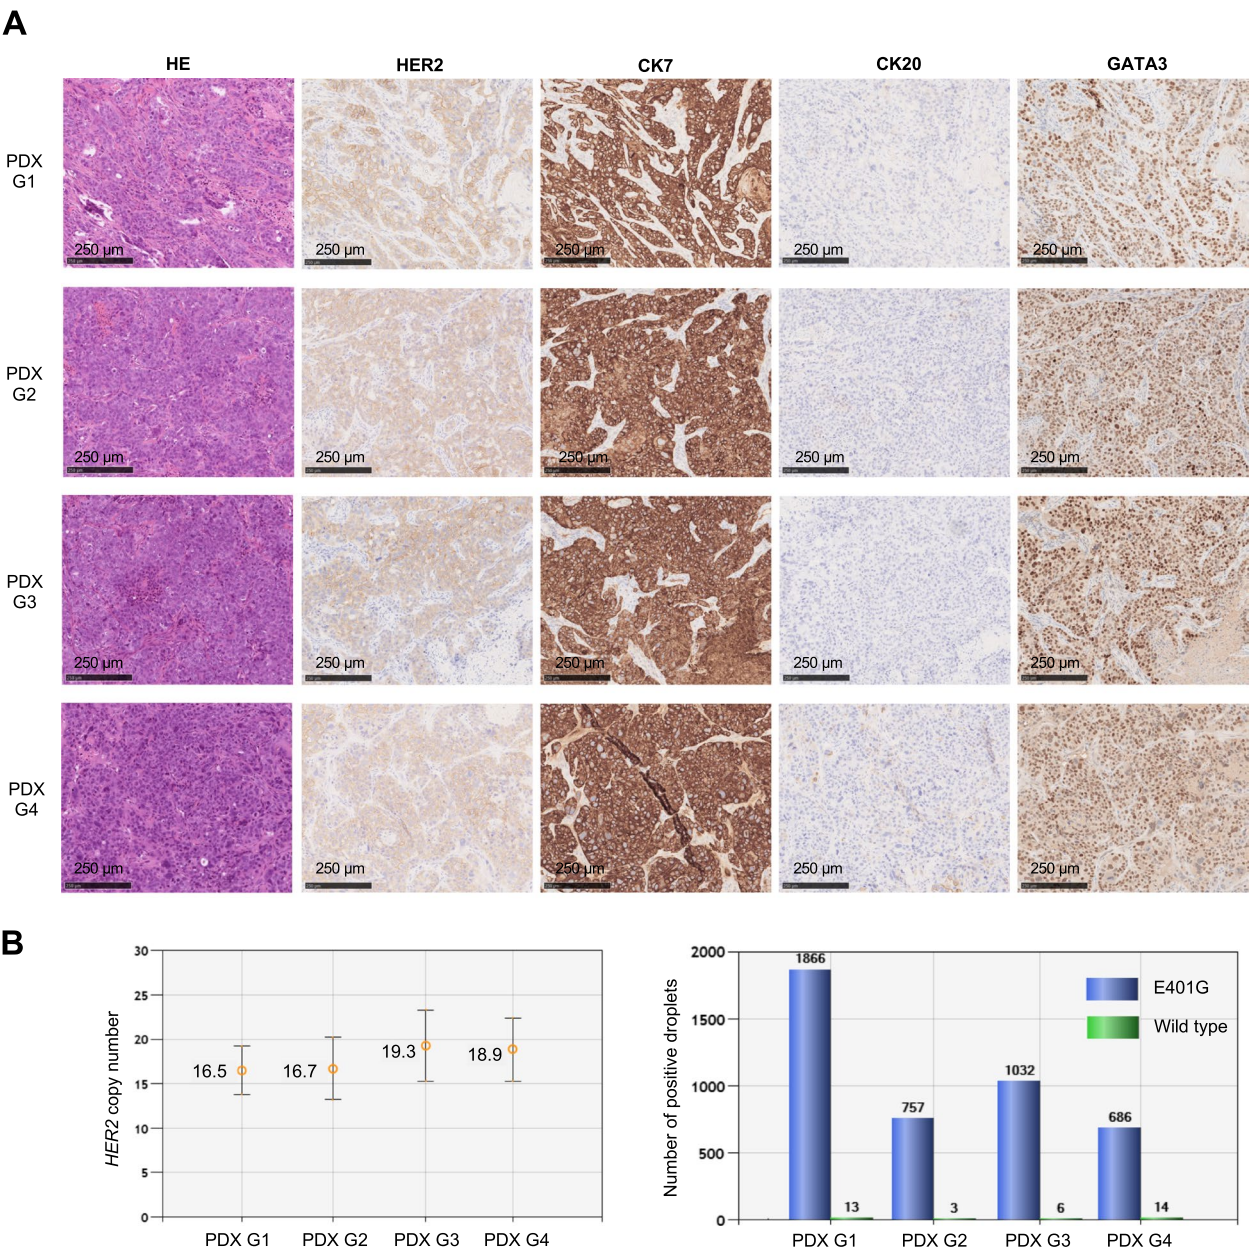 A
HE HER2 CK7 CK20 GATA3
PDX
G1
250 µm 250 µm 250 µm 250 µm 250 µm
PDX
G2
250 µm 250 µm 250 µm 250 µm 250 µm
PDX
G3
250 µm 250 µm 250 µm 250 µm 250 µm
PDX
G4
250 µm 250 µm 250 µm 250 µm 250 µm
B
HER2 copy number
30
25
20
15
10
5
0
16.5
16.7
19.3
18.9
PDX G1 PDX G2 PDX G3 PDX G4
Number of positive droplets
2000
1500
1000
500
0
1866
13
757
3
1032
6
686
14
E401G
Wild type
PDX G1 PDX G2 PDX G3 PDX G4